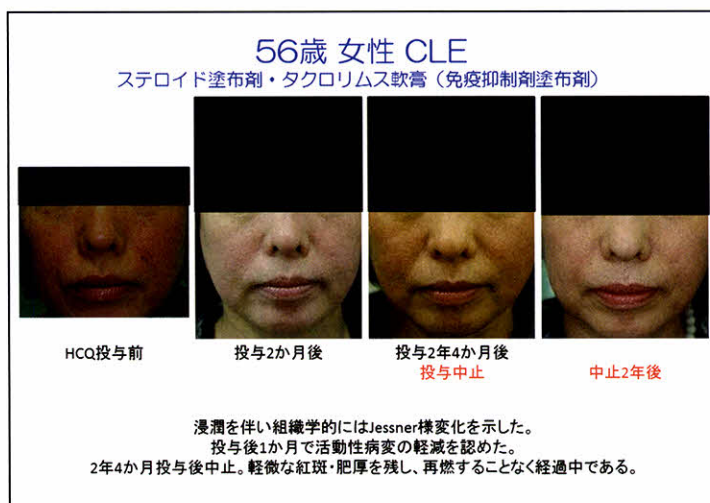 56歳 女性 CLE
ステロイド塗布剤・タクロリムス軟膏（免疫抑制剤塗布剤）
HCQ投与前
投与2か月後
投与2年4か月後
投与中止
中止2年後
浸潤を伴い組織学的にはJessner様変化を示した。
投与後1か月で活動性病変の軽減を認めた。
2年4か月投与後中止。軽微な紅斑・肥厚を残し、再燃することなく経過中である。